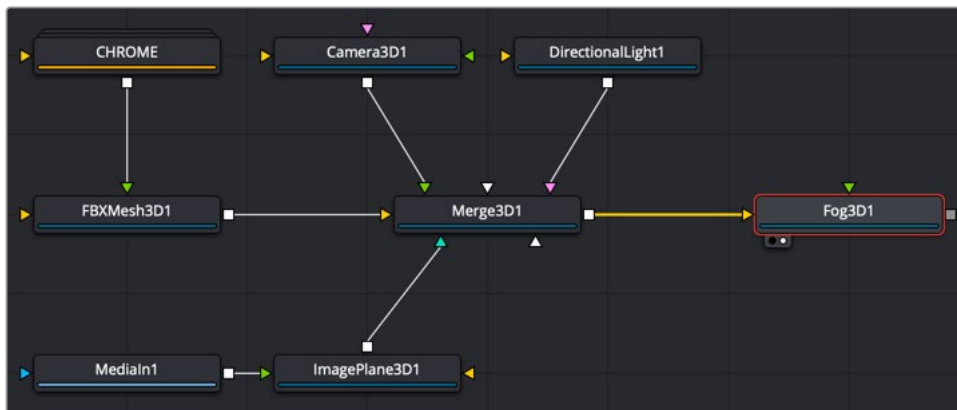 CHROME
Camera3D1
DirectionalLight1
FBXMesh3D1
Merge3D1
Fog3D1
MediaIn1
ImagePlane3D1